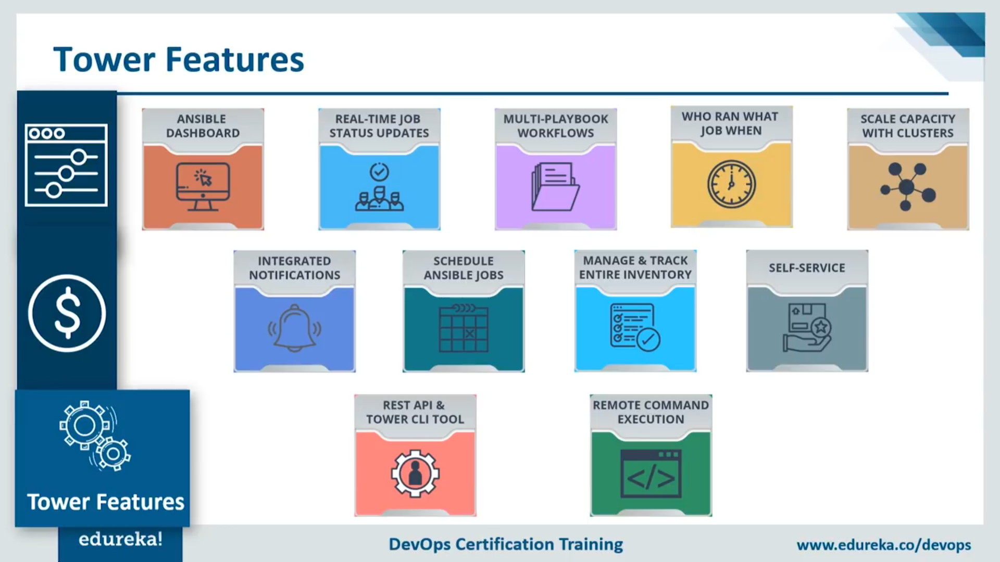 Tower Features
ANSIBLE
DASHBOARD
REAL-TIME JOB
STATUS UPDATES
MULTI-PLAYBOOK
WORKFLOWS
WHO RAN WHAT
JOB WHEN
SCALE CAPACITY
WITH CLUSTERS
INTEGRATED
NOTIFICATIONS
SCHEDULE
ANSIBLE JOBS
MANAGE & TRACK
ENTIRE INVENTORY
SELF-SERVICE
REST API &
TOWER CLI TOOL
REMOTE COMMAND
EXECUTION
Tower Features
edureka!
DevOps Certification Training
www.edureka.co/devops